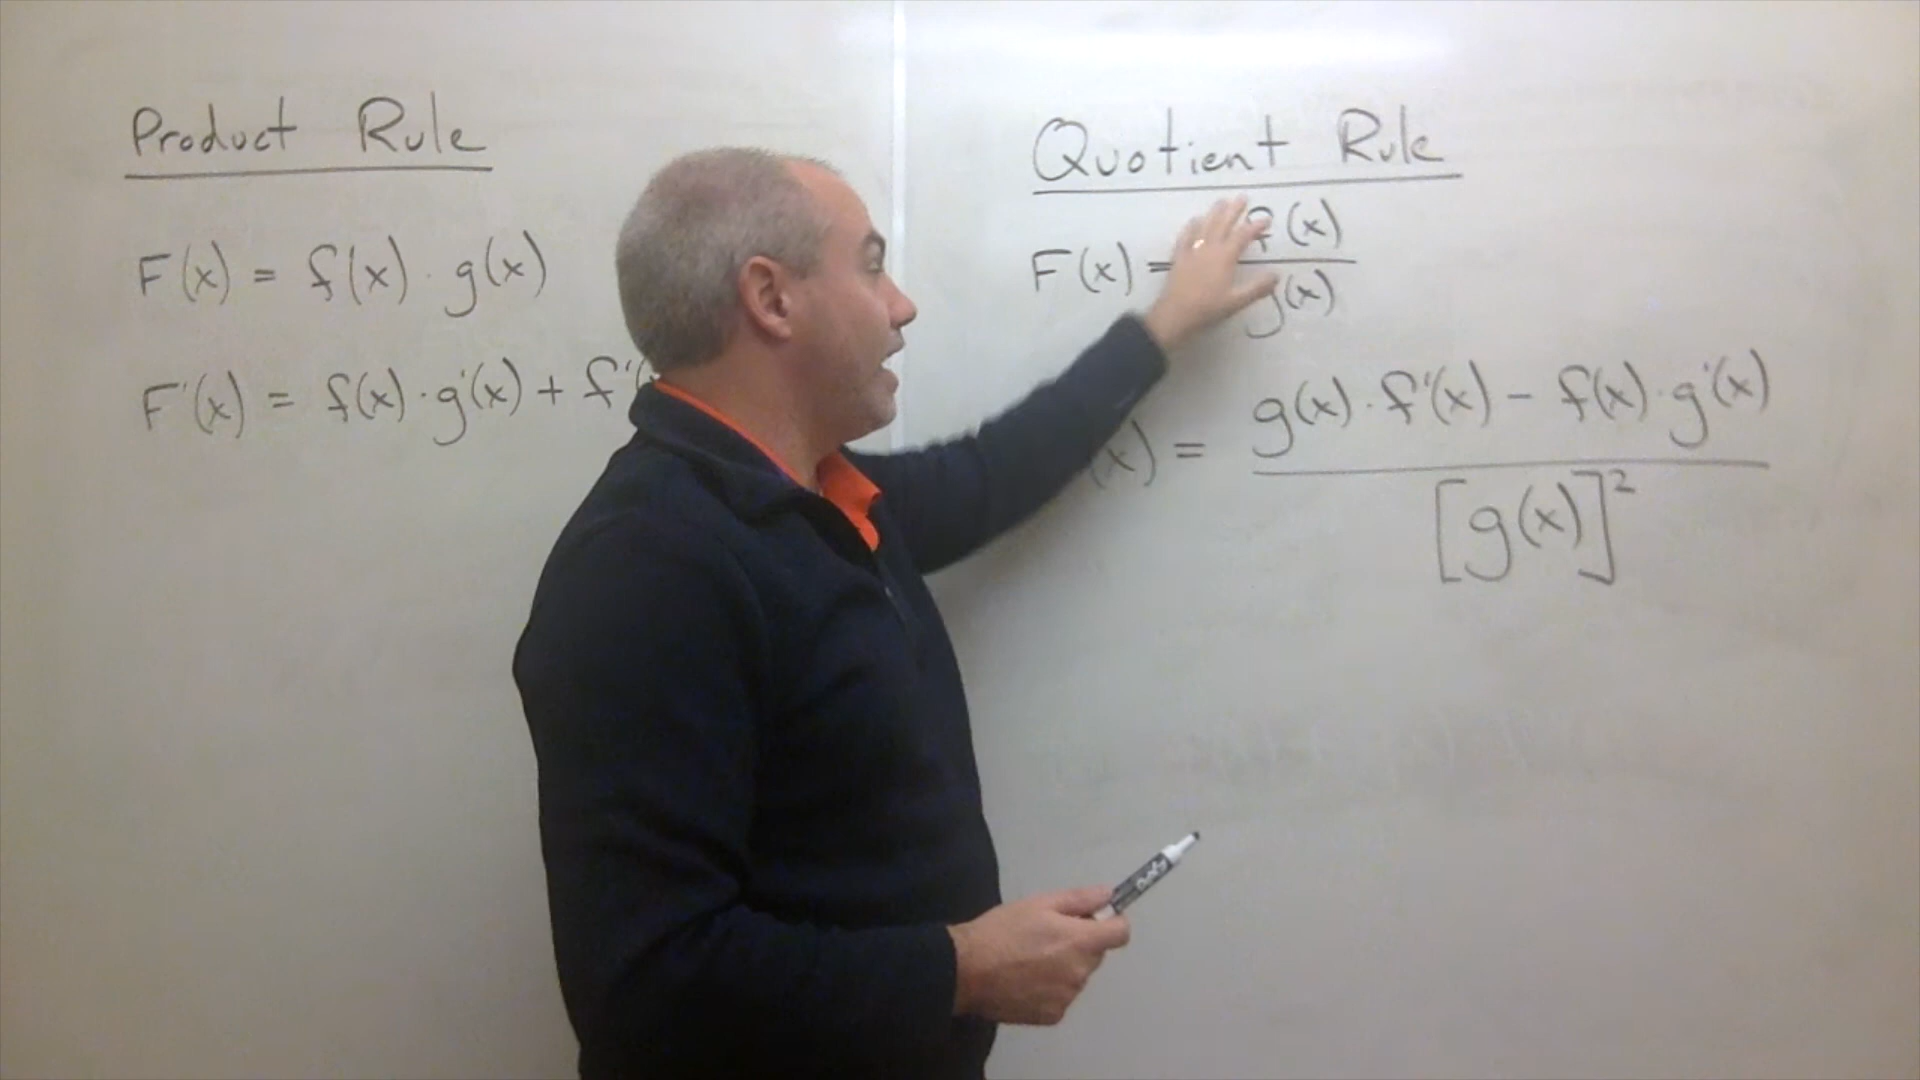 Product Rule
F(x) = f(x) · g(x)
F'(x) = f(x) · g'(x) + f'(
Quotient Rule
F(x) = f(x)
g(x)
(x) = g(x) · f'(x) - f(x) · g'(x)
[g(x)]²